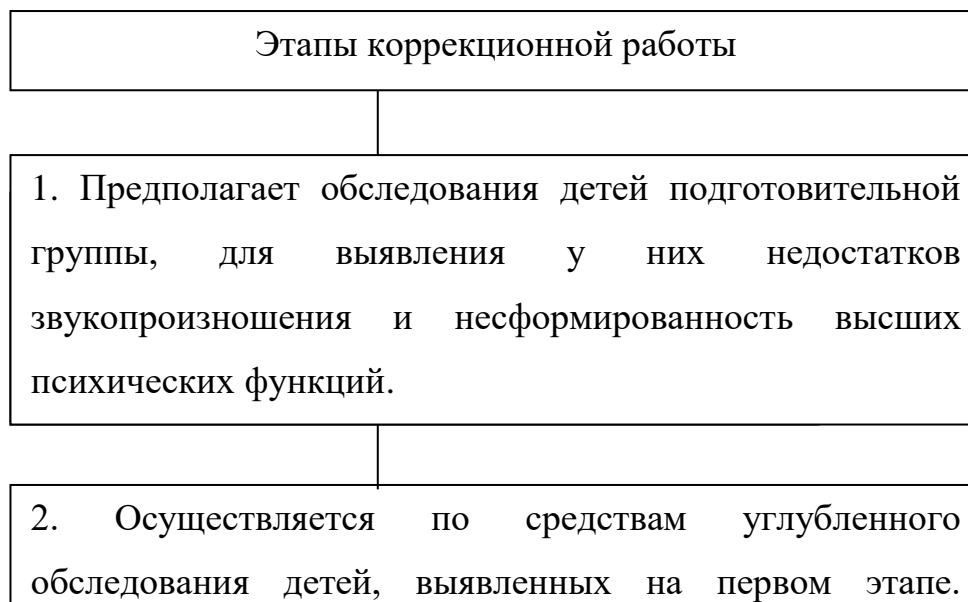 Этапы коррекционной работы
1. Предполагает обследования детей подготовительной
группы, для выявления у них недостатков
звукопроизношения и несформированность высших
психических функций.
2. Осуществляется по средствам углубленного
обследования детей, выявленных на первом этапе.